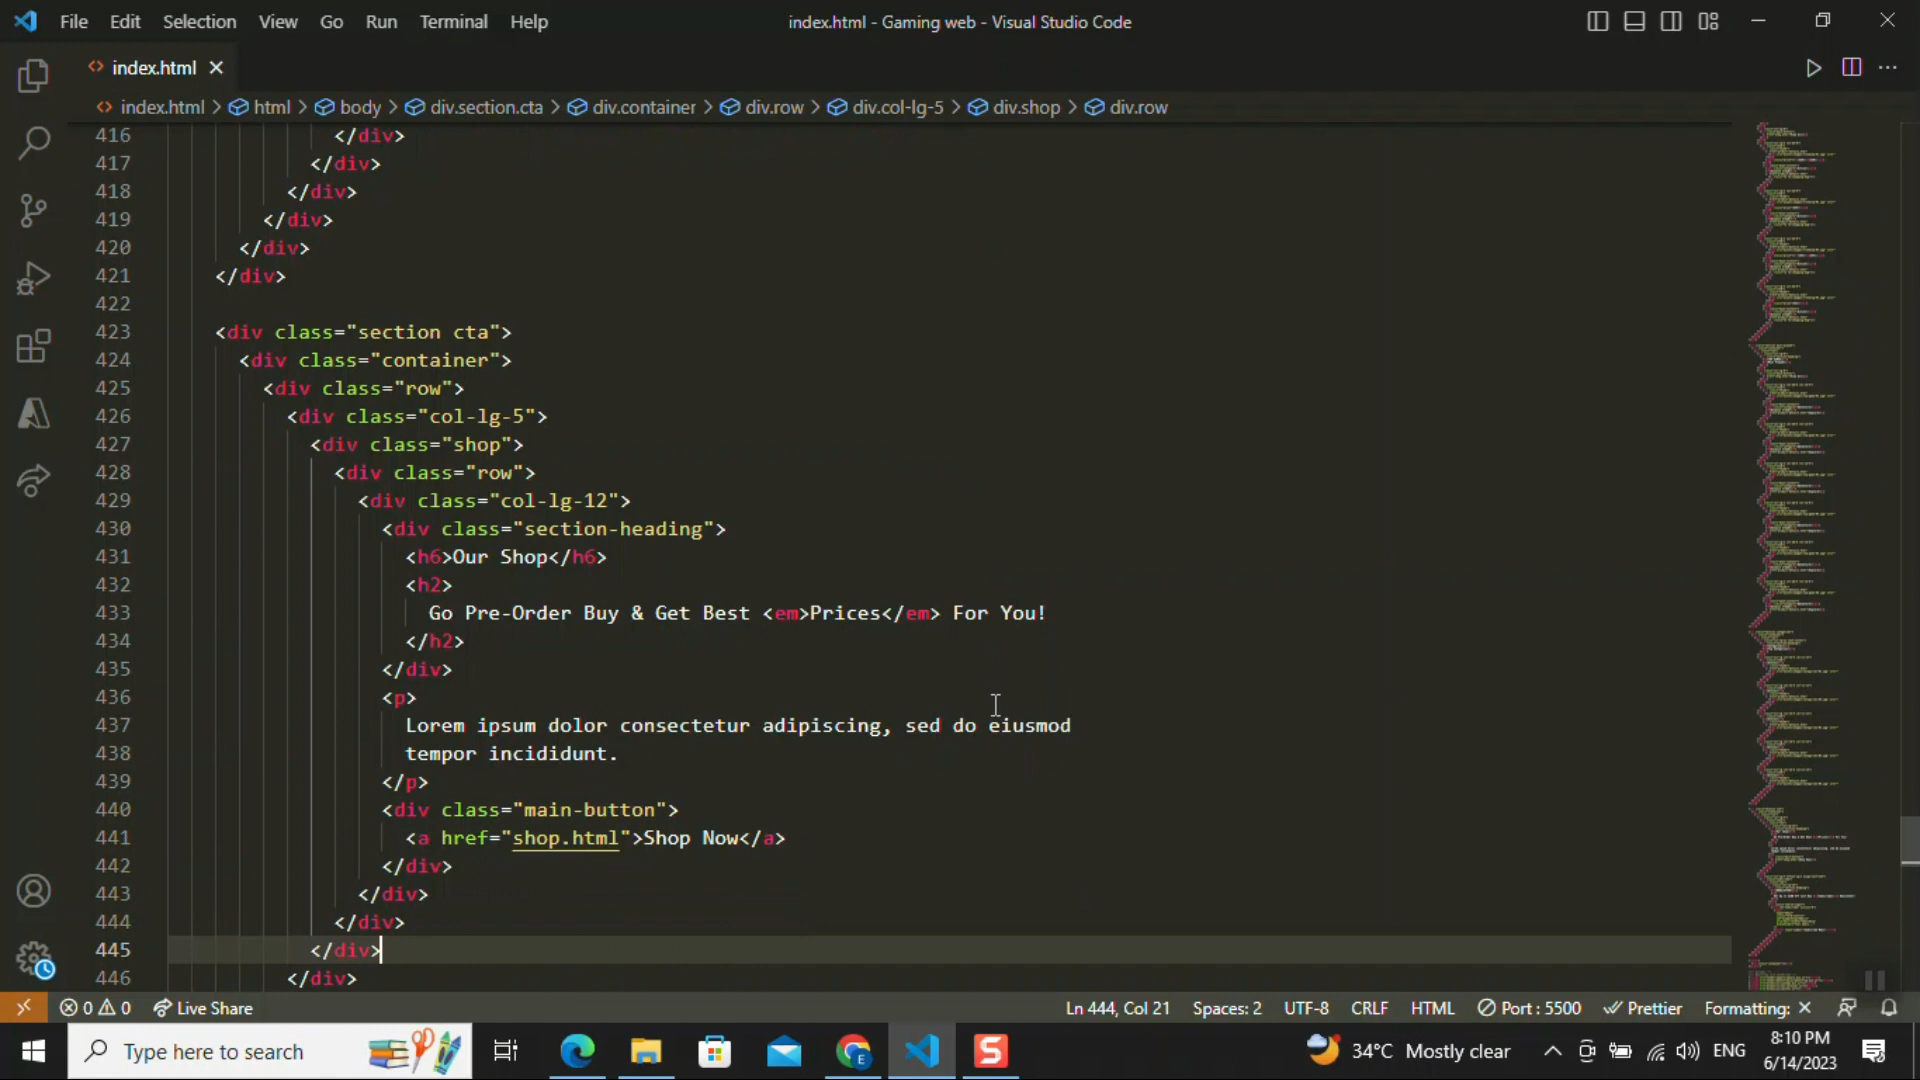 File Edit Selection View Go Run Terminal Help
index.html - Gaming web - Visual Studio Code
index.html
index.html > html > body > div.section.cta > div.container > div.row > div.col-lg-5 > div.shop > div.row
416 </div>
417 </div>
418 </div>
419 </div>
420 </div>
421 </div>
422
423 <div class="section cta">
424 <div class="container">
425 <div class="row">
426 <div class="col-lg-5">
427 <div class="shop">
428 <div class="row">
429 <div class="col-lg-12">
430 <div class="section-heading">
431 <h6>Our Shop</h6>
432 <h2>
433 Go Pre-Order Buy & Get Best <em>Prices</em> For You!
434 </h2>
435 </div>
436 <p>
437 Lorem ipsum dolor consectetur adipiscing, sed do eiusmod
438 tempor incididunt.
439 </p>
440 <div class="main-button">
441 <a href="shop.html">Shop Now</a>
442 </div>
443 </div>
444 </div>
445 </div>
446 </div>
0 0 Live Share
Ln 444, Col 21 Spaces: 2 UTF-8 CRLF HTML Port : 5500 Prettier Formatting: ×
Type here to search
34°C Mostly clear
ENG
8:10 PM
6/14/2023